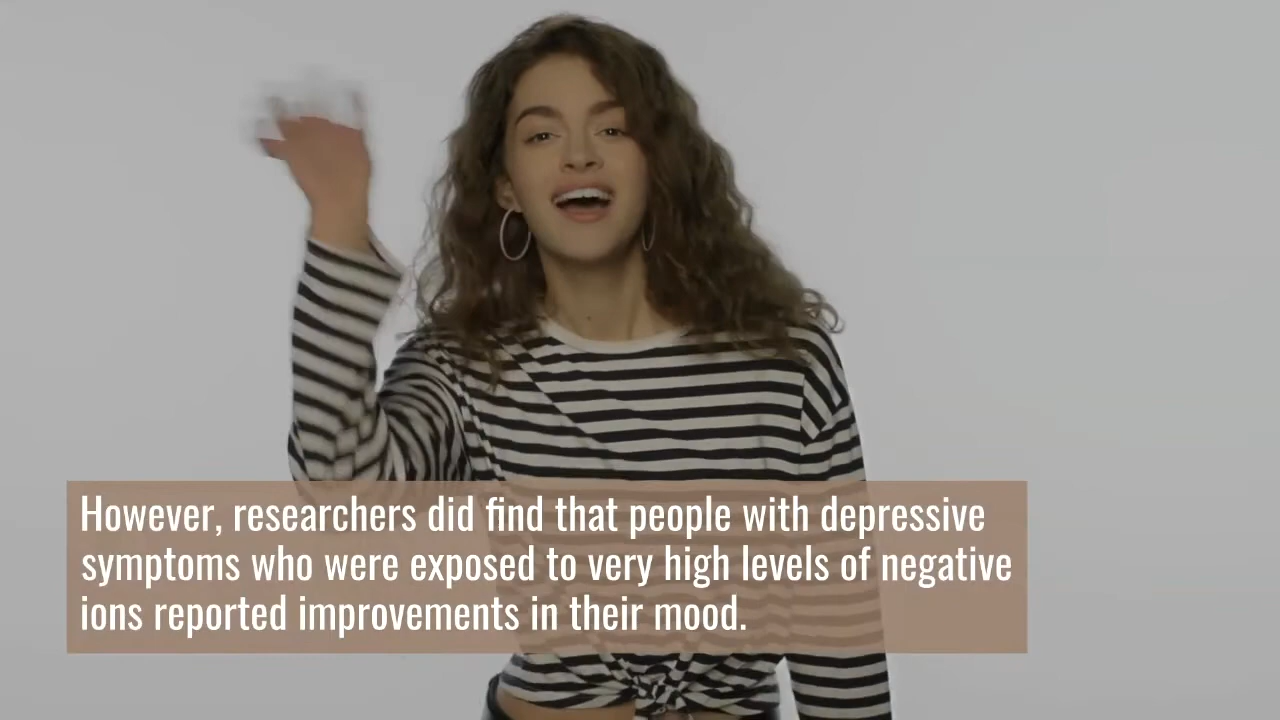 However, researchers did find that people with depressive
symptoms who were exposed to very high levels of negative
ions reported improvements in their mood.